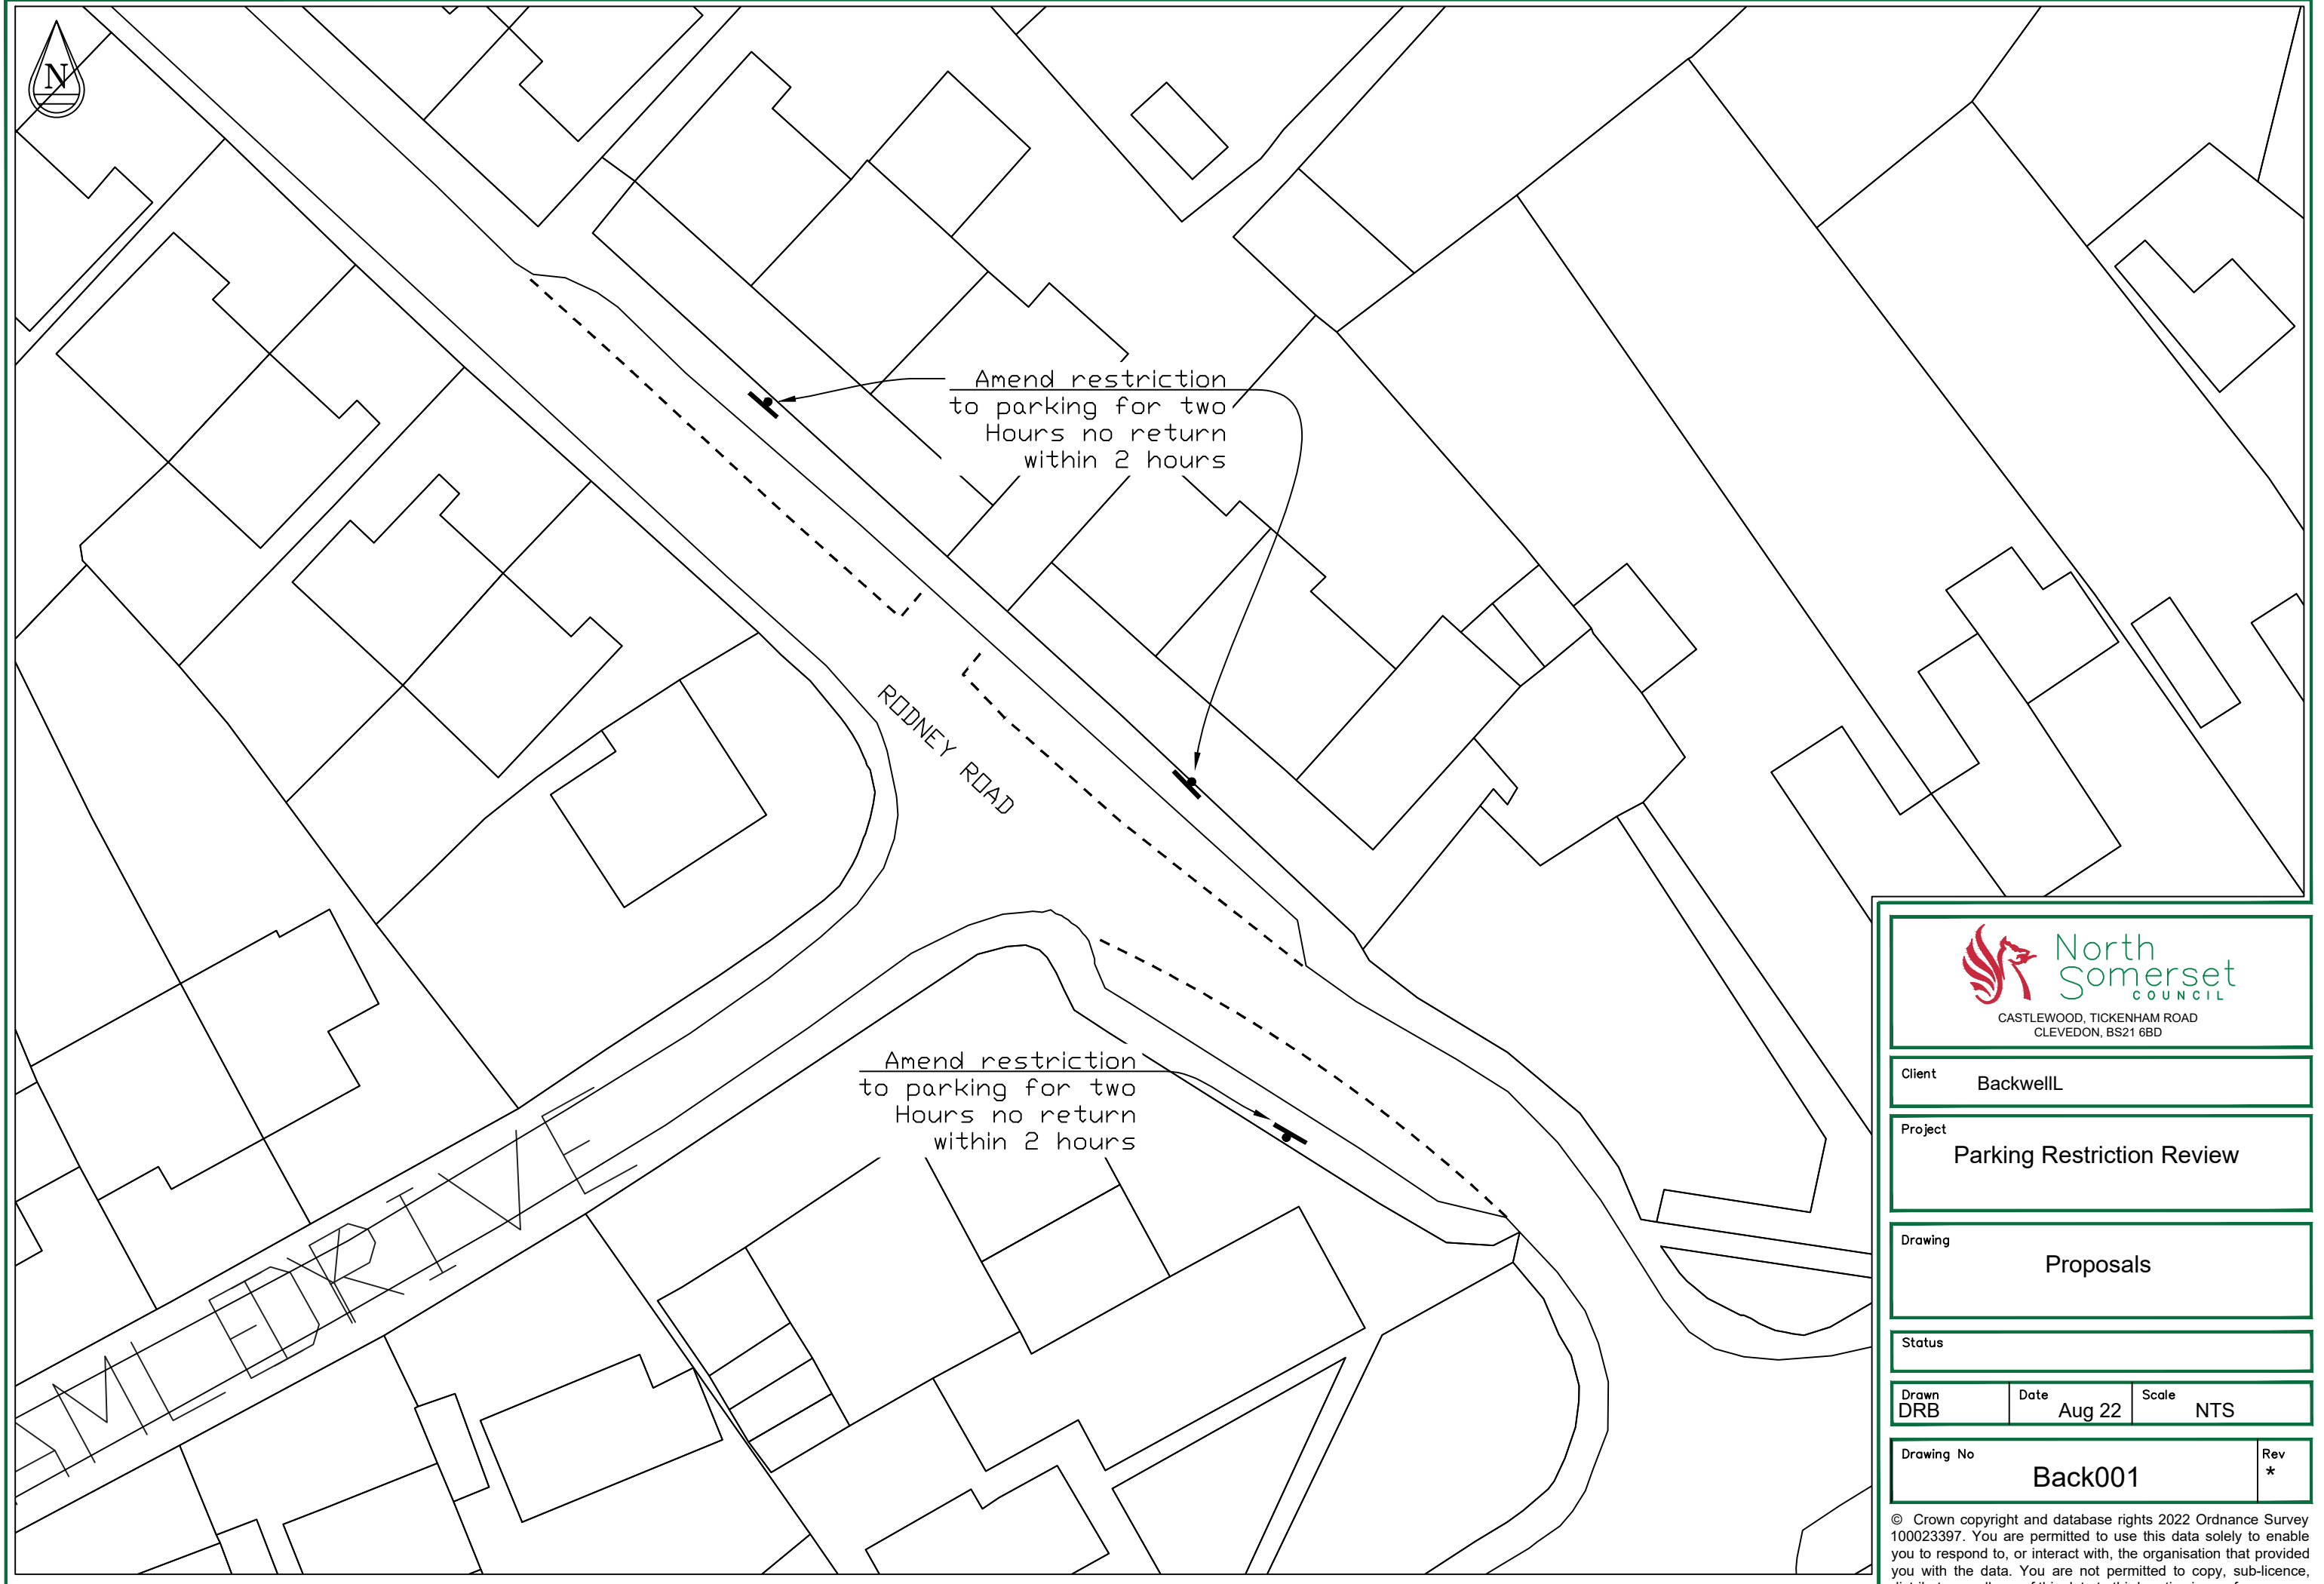 N
Amend restriction
to parking for two
Hours no return
within 2 hours
RODNEY ROAD
Amend restriction
to parking for two
Hours no return
within 2 hours
DRIVE
North
Somerset
COUNCIL
CASTLEWOOD, TICKENHAM ROAD
CLEVEDON, BS21 6BD
Client BackwellL
Project
Parking Restriction Review
Drawing
Proposals
Status
Drawn Date Scale
DRB Aug 22 NTS
Drawing No Rev
Back001 *
© Crown copyright and database rights 2022 Ordnance Survey
100023397. You are permitted to use this data solely to enable
you to respond to, or interact with, the organisation that provided
you with the data. You are not permitted to copy, sub-licence,